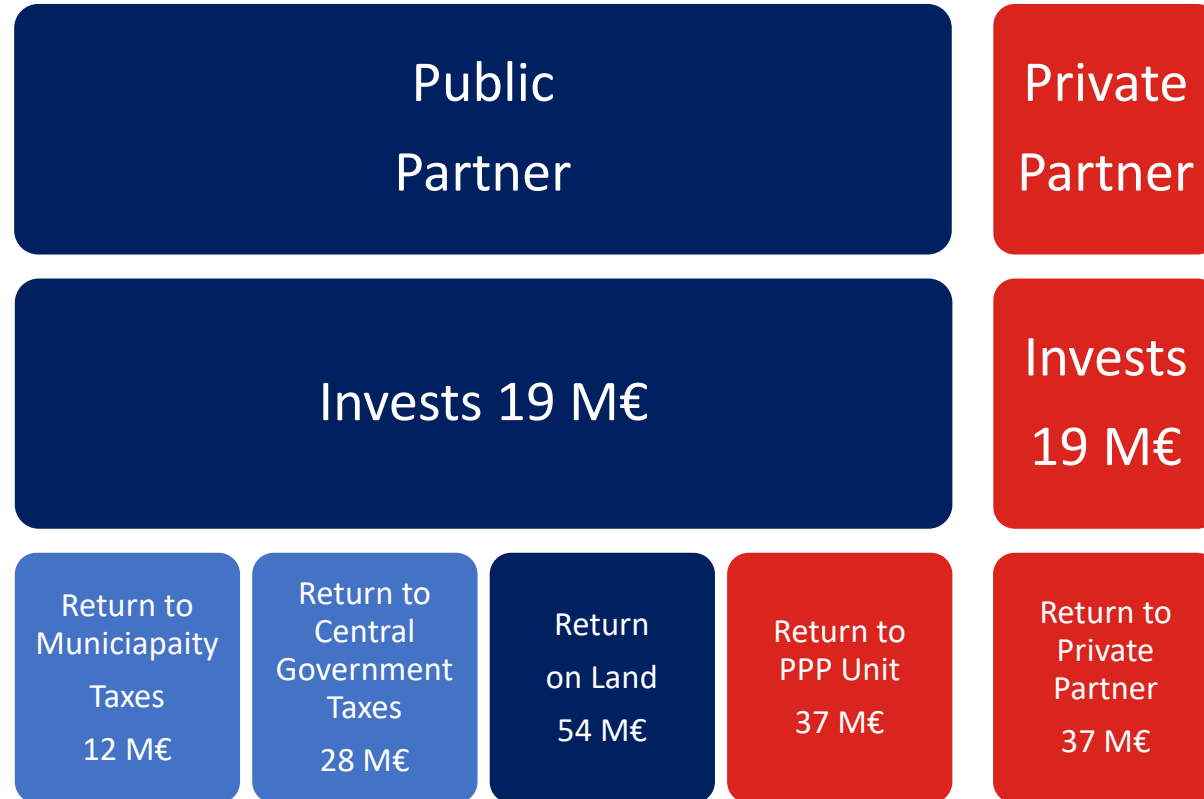 Public
Partner
Private
Partner
Invests 19 M€
Invests
19 M€
Return to
Municiapaity
Taxes
12 M€
Return to
Central
Government
Taxes
28 M€
Return
on Land
54 M€
Return to
PPP Unit
37 M€
Return to
Private
Partner
37 M€